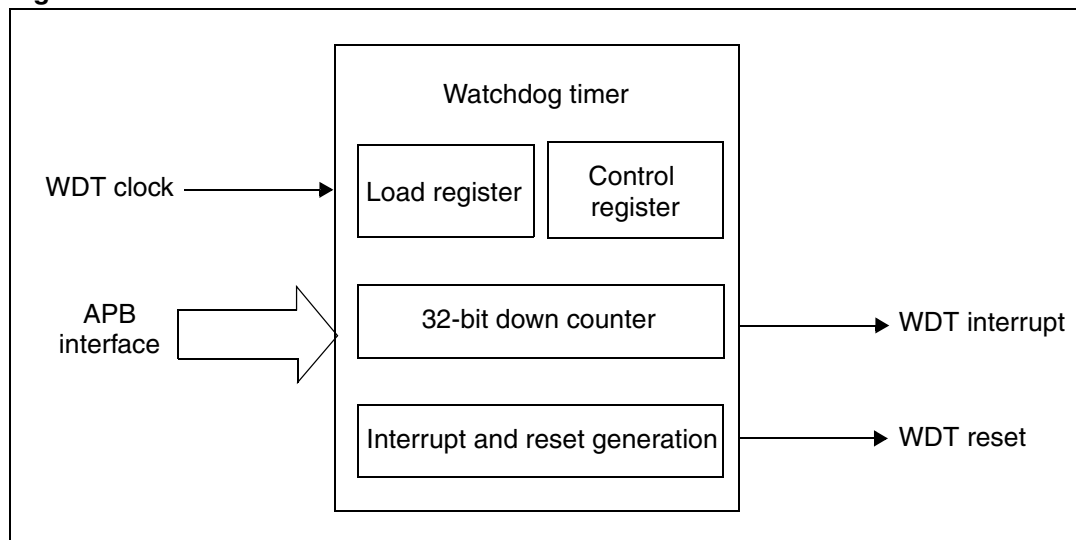 Watchdog timer
WDT clock
Load register
Control
register
APB
interface
32-bit down counter
WDT interrupt
Interrupt and reset generation
WDT reset